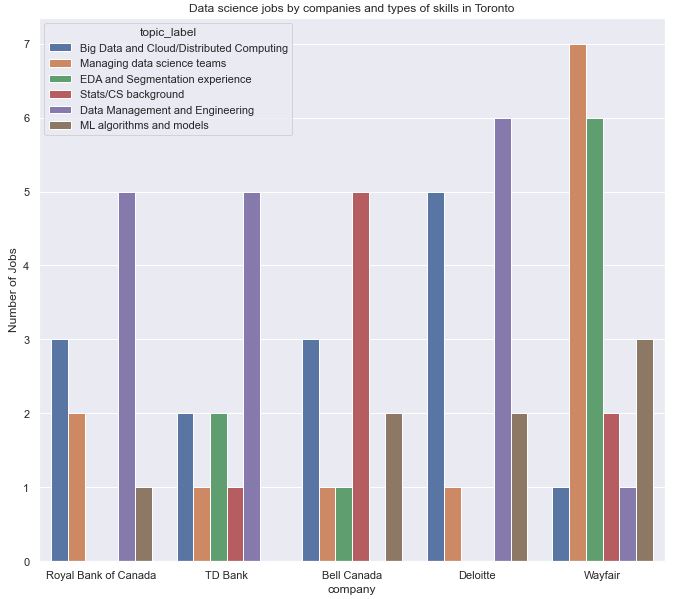 Data science jobs by companies and types of skills in Toronto
topic_label
Big Data and Cloud/Distributed Computing
Managing data science teams
EDA and Segmentation experience
Stats/CS background
Data Management and Engineering
ML algorithms and models
Number of Jobs
7
6
5
4
3
2
1
0
Royal Bank of Canada TD Bank Bell Canada Deloitte Wayfair
company